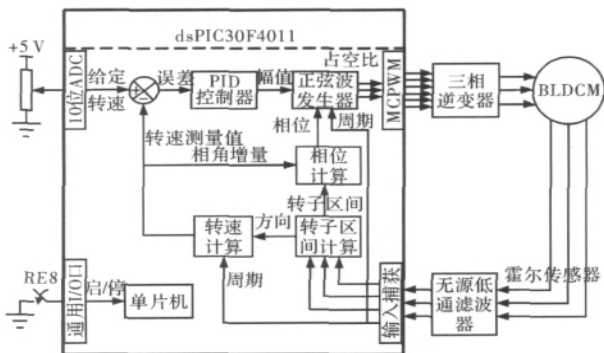 dsPIC30F4011
+5 V
10位ADC
给定
转速
误差
PID
控制器
幅值
正弦波
发生器
占空比
MCPWM
三相
逆变器
BLDCM
相位
周期
转速测量值
相角增量
相位
计算
转子区间
转速
计算
方向
转子区
间计算
周期
输入捕获
无源低
通滤波
器
霍尔传感器
RE8
通用I/O口
启/停
单片机